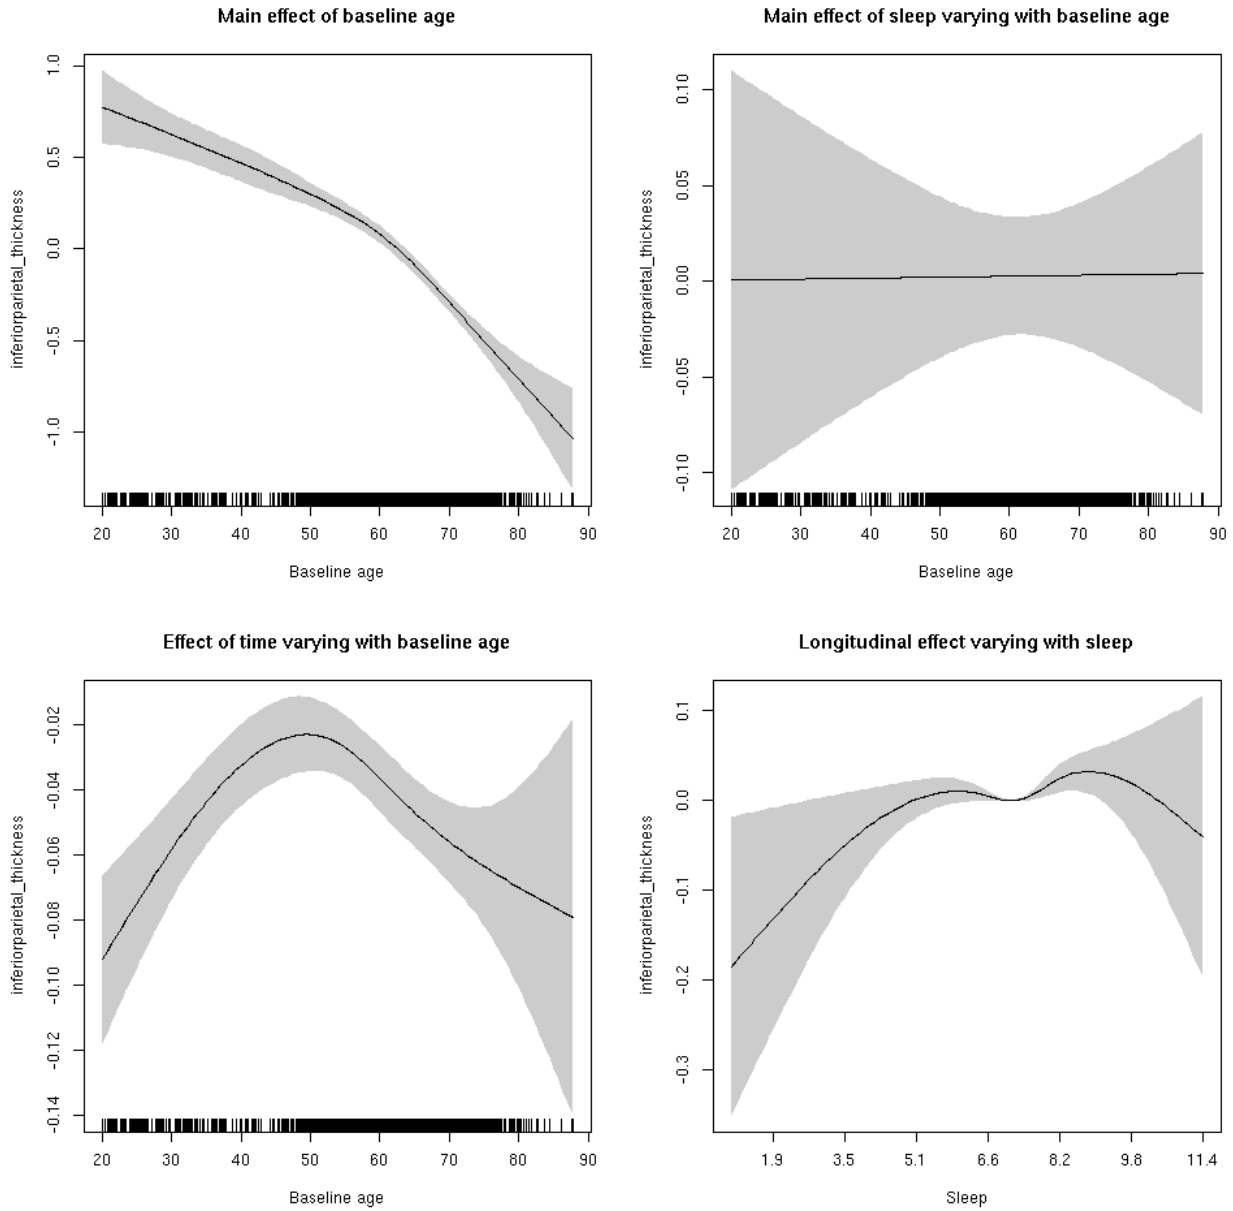 Main effect of baseline age
inferiorparietal_thickness
1.0
0.5
0.0
-0.5
-1.0
20 30 40 50 60 70 80 90
Baseline age
Main effect of sleep varying with baseline age
inferiorparietal_thickness
0.10
0.05
0.00
-0.05
-0.10
20 30 40 50 60 70 80 90
Baseline age
Effect of time varying with baseline age
inferiorparietal_thickness
-0.02
-0.04
-0.06
-0.08
-0.10
-0.12
-0.14
20 30 40 50 60 70 80 90
Baseline age
Longitudinal effect varying with sleep
inferiorparietal_thickness
0.1
0.0
-0.1
-0.2
-0.3
1.9 3.5 5.1 6.6 8.2 9.8 11.4
Sleep